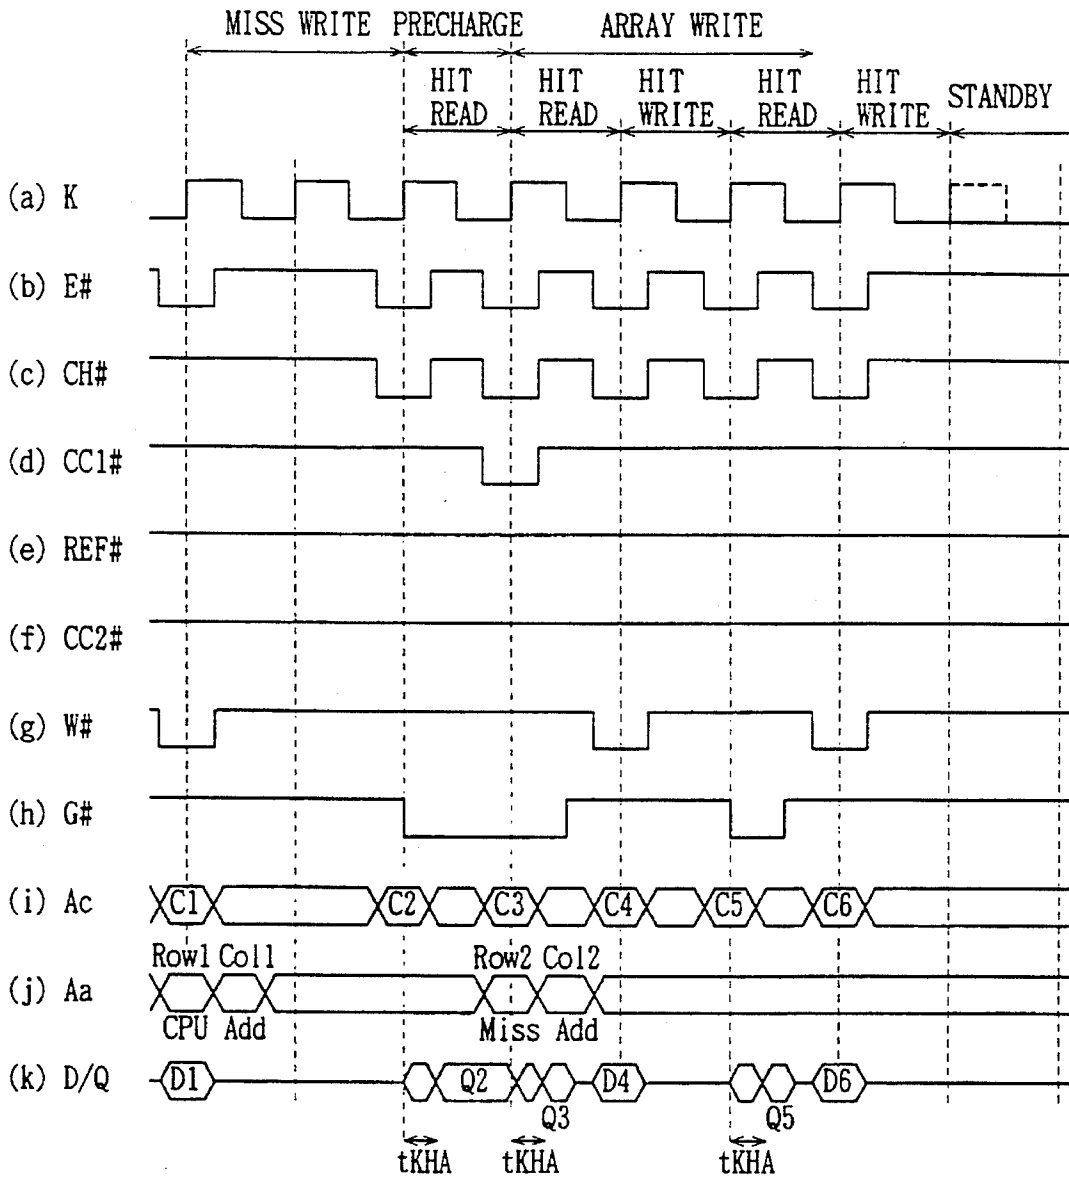 MISS WRITE PRECHARGE ARRAY WRITE
HIT READ HIT READ HIT WRITE HIT READ HIT WRITE STANDBY
(a) K
(b) E#
(c) CH#
(d) CC1#
(e) REF#
(f) CC2#
(g) W#
(h) G#
(i) Ac C1 C2 C3 C4 C5 C6
Row1 Col1 Row2 Col2
(j) Aa
CPU Add Miss Add
(k) D/Q D1 Q2 D4 D6
Q3 Q5
tKHA tKHA tKHA